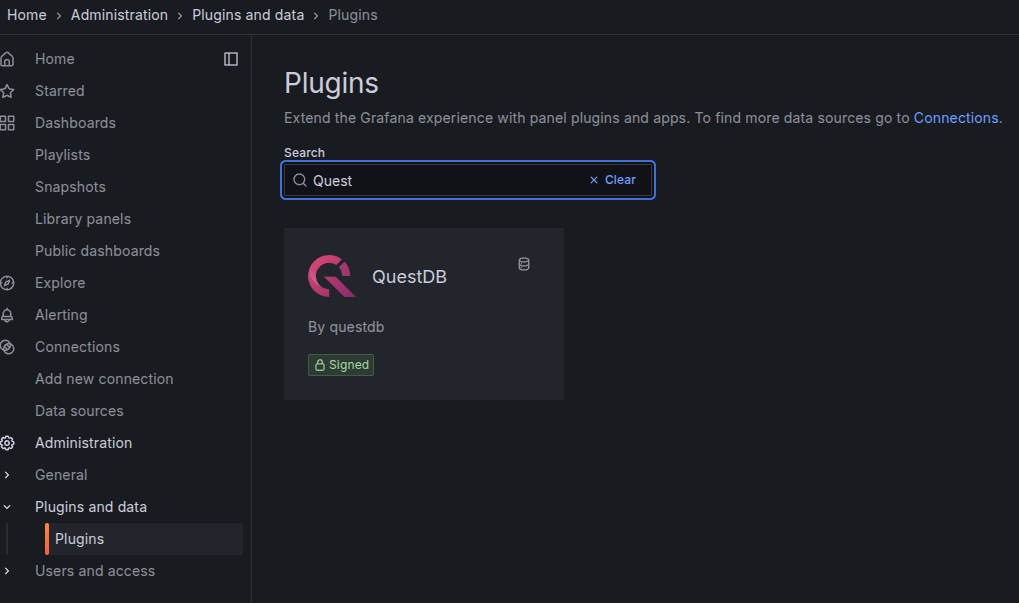 Home › Administration › Plugins and data › Plugins
Home
Starred
Dashboards
Playlists
Snapshots
Library panels
Public dashboards
Explore
Alerting
Connections
Add new connection
Data sources
Administration
General
Plugins and data
Plugins
Users and access
Plugins
Extend the Grafana experience with panel plugins and apps. To find more data sources go to Connections.
Search
Quest × Clear
QuestDB
By questdb
Signed